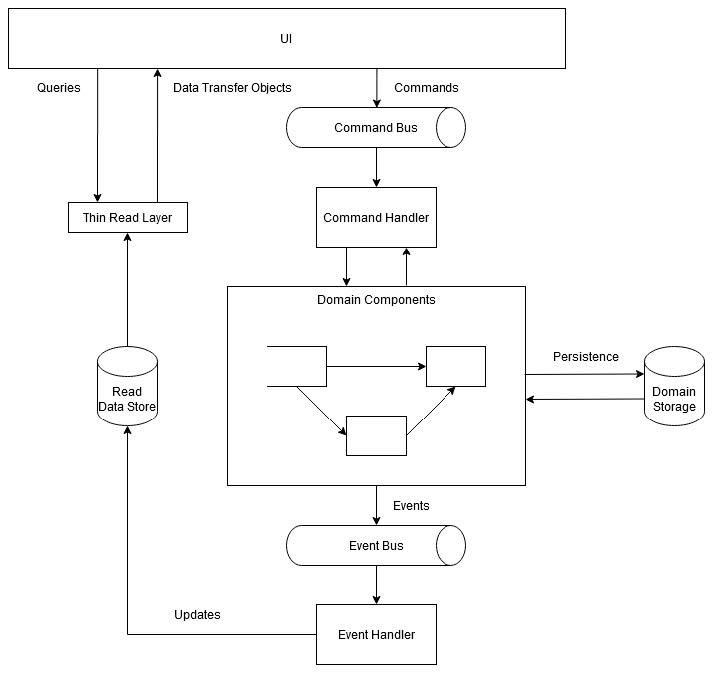 UI
Queries
Data Transfer Objects
Commands
Command Bus
Thin Read Layer
Command Handler
Domain Components
Persistence
Read
Data Store
Domain
Storage
Events
Event Bus
Updates
Event Handler